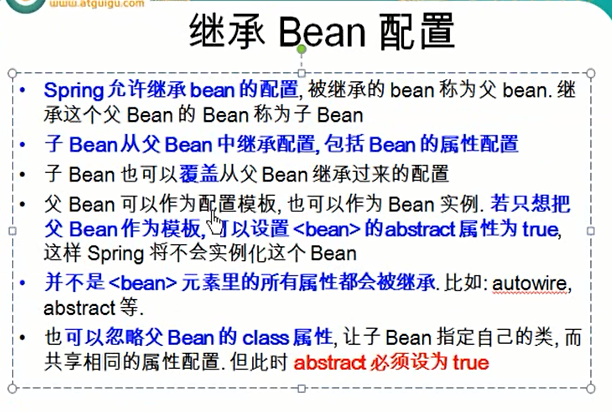 www.atguigu.com
继承 Bean 配置
• Spring 允许继承 bean 的配置, 被继承的 bean 称为父 bean. 继
承这个父 Bean 的 Bean 称为子 Bean
• 子 Bean 从父 Bean 中继承配置, 包括 Bean 的属性配置
• 子 Bean 也可以覆盖从父 Bean 继承过来的配置
• 父 Bean 可以作为配置模板, 也可以作为 Bean 实例. 若只想把
父 Bean 作为模板, 可以设置 <bean> 的abstract 属性为 true,
这样 Spring 将不会实例化这个 Bean
• 并不是 <bean> 元素里的所有属性都会被继承. 比如: autowire,
abstract 等.
• 也可以忽略父 Bean 的 class 属性, 让子 Bean 指定自己的类, 而
共享相同的属性配置. 但此时 abstract 必须设为 true